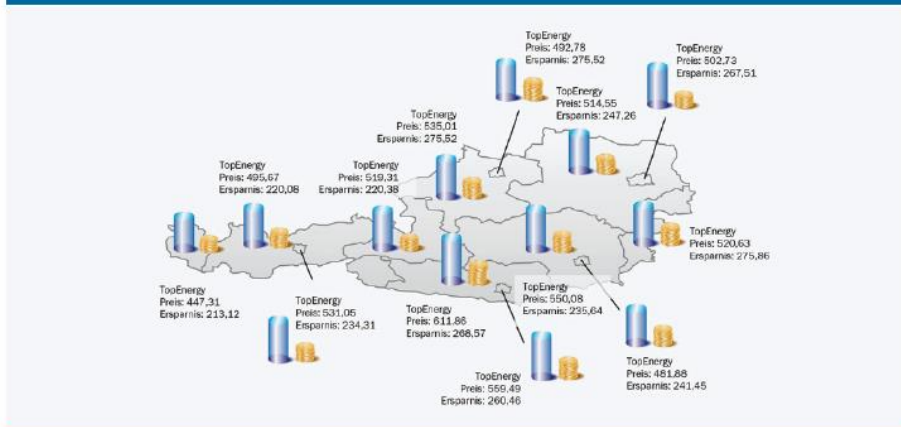 TopEnergy
Preis: 492,78
Ersparnis: 275,52
TopEnergy
Preis: 502,73
Ersparnis: 267,51
TopEnergy
Preis: 514,55
Ersparnis: 247,26
TopEnergy
Preis: 535,01
Ersparnis: 275,52
TopEnergy
Preis: 495,67
Ersparnis: 220,08
TopEnergy
Preis: 519,31
Ersparnis: 220,38
TopEnergy
Preis: 520,63
Ersparnis: 275,86
TopEnergy
Preis: 447,31
Ersparnis: 213,12
TopEnergy
Preis: 531,05
Ersparnis: 234,31
TopEnergy
Preis: 611,86
Ersparnis: 268,57
TopEnergy
Preis: 550,08
Ersparnis: 235,64
TopEnergy
Preis: 559,49
Ersparnis: 260,46
TopEnergy
Preis: 481,88
Ersparnis: 241,45